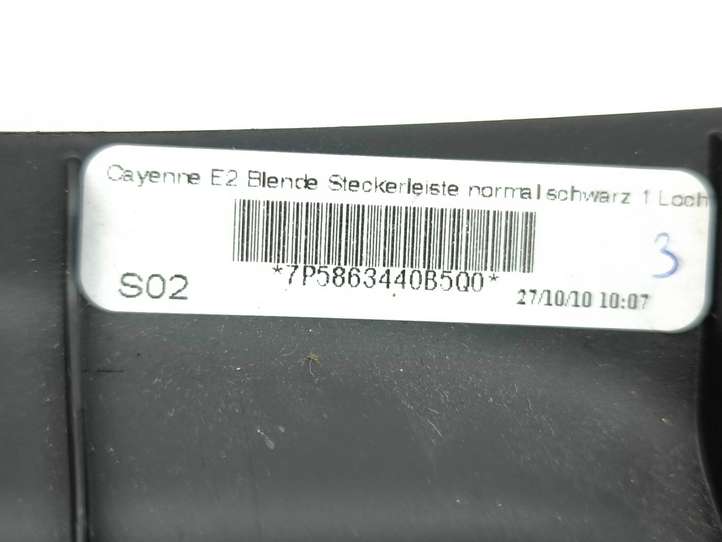 Cayenne E2 Blende Steckerleiste normal schwarz 1 Loch
*7P5863440B5Q0*
3
S02
27/10/10 10:07